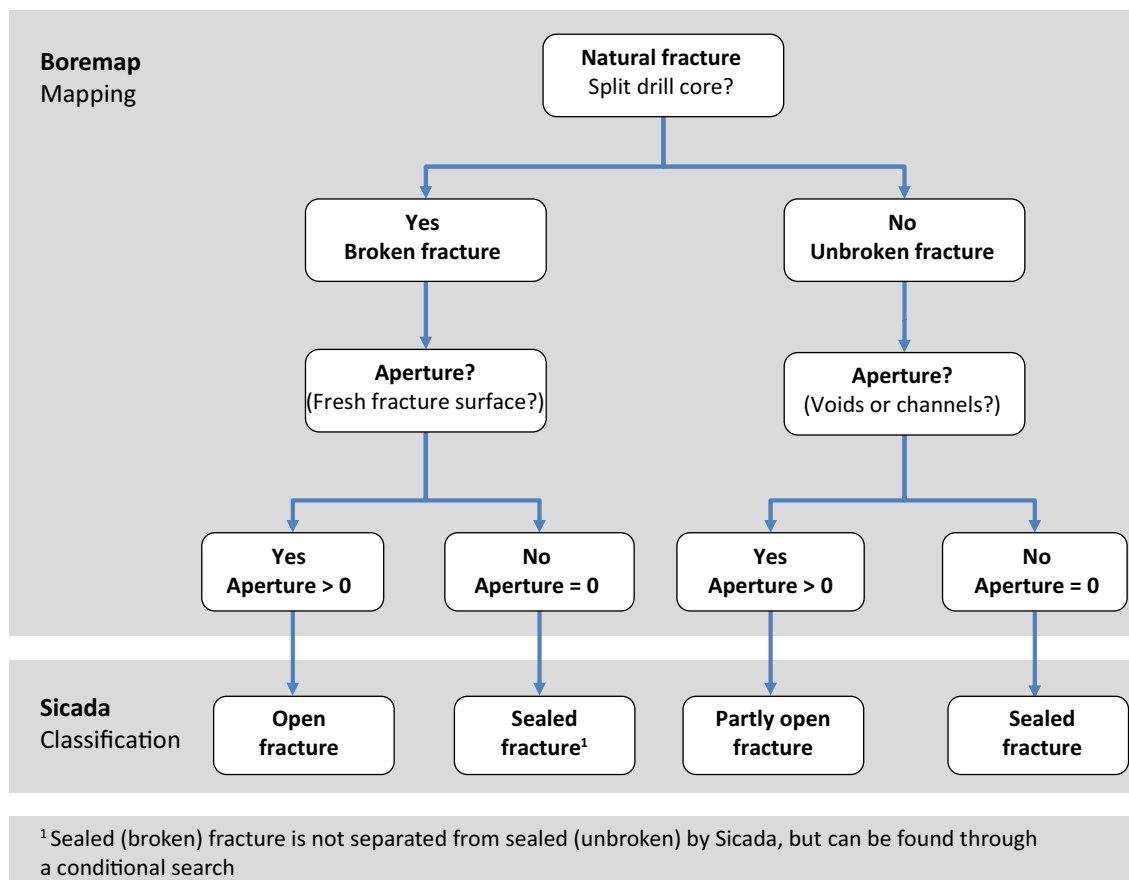 Boremap
Mapping
Natural fracture
Split drill core?
Yes
Broken fracture
No
Unbroken fracture
Aperture?
(Fresh fracture surface?)
Aperture?
(Voids or channels?)
Yes
Aperture > 0
No
Aperture = 0
Yes
Aperture > 0
No
Aperture = 0
Sicada
Classification
Open
fracture
Sealed
fracture¹
Partly open
fracture
Sealed
fracture
¹ Sealed (broken) fracture is not separated from sealed (unbroken) by Sicada, but can be found through
a conditional search